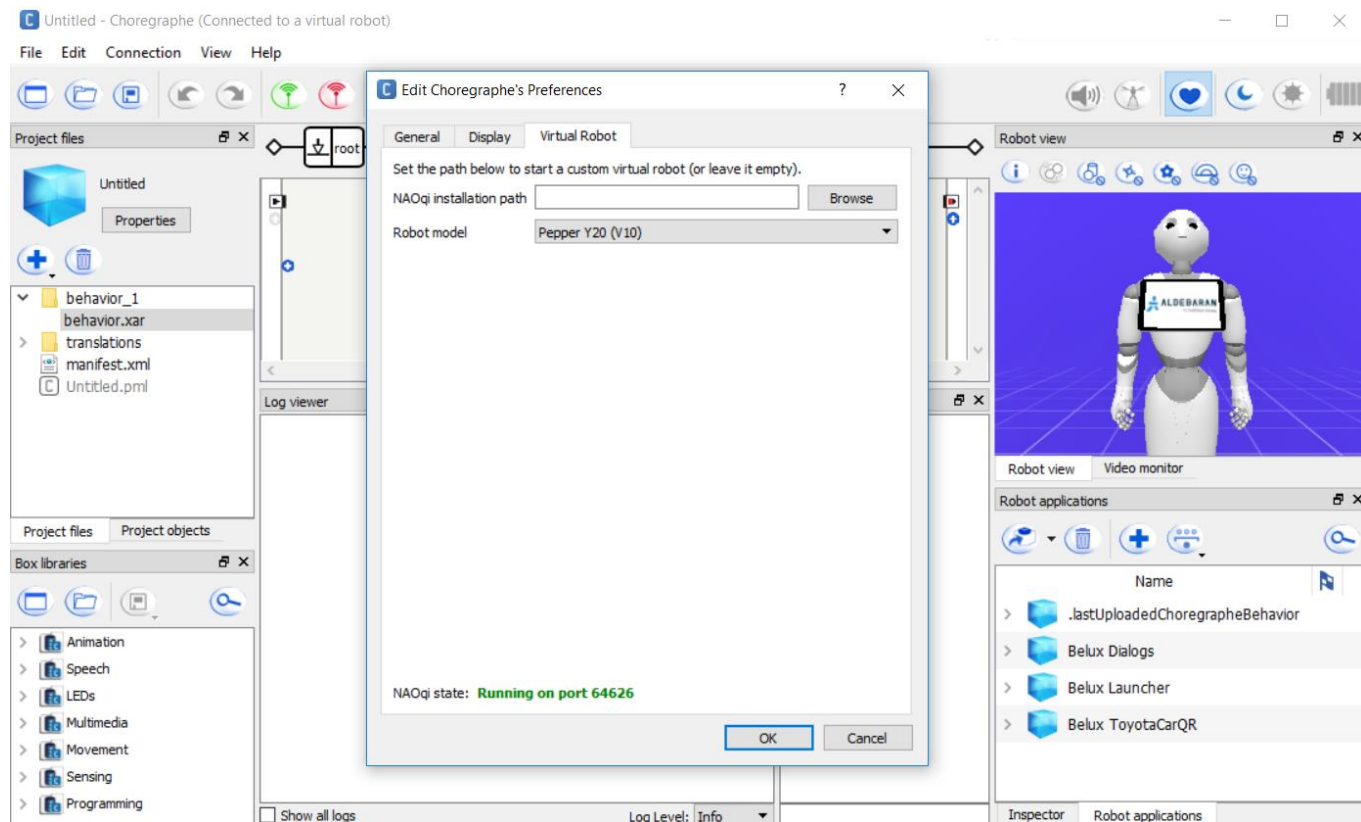 Untitled - Choregraphe (Connected to a virtual robot)
File Edit Connection View Help
Project files
Untitled
Properties
behavior_1
behavior.xar
translations
manifest.xml
Untitled.pml
Project files Project objects
Box libraries
Animation
Speech
LEDs
Multimedia
Movement
Sensing
Programming
root
Log viewer
Show all logs
Log Level: Info
Edit Choregraphe's Preferences
General Display Virtual Robot
Set the path below to start a custom virtual robot (or leave it empty).
NAOqi installation path
Browse
Robot model
Pepper Y20 (V10)
NAOqi state: Running on port 64626
OK Cancel
Robot view
ALDEBARAN
Robot view Video monitor
Robot applications
Name
.lastUploadedChoregrapheBehavior
Belux Dialogs
Belux Launcher
Belux ToyotaCarQR
Inspector Robot applications